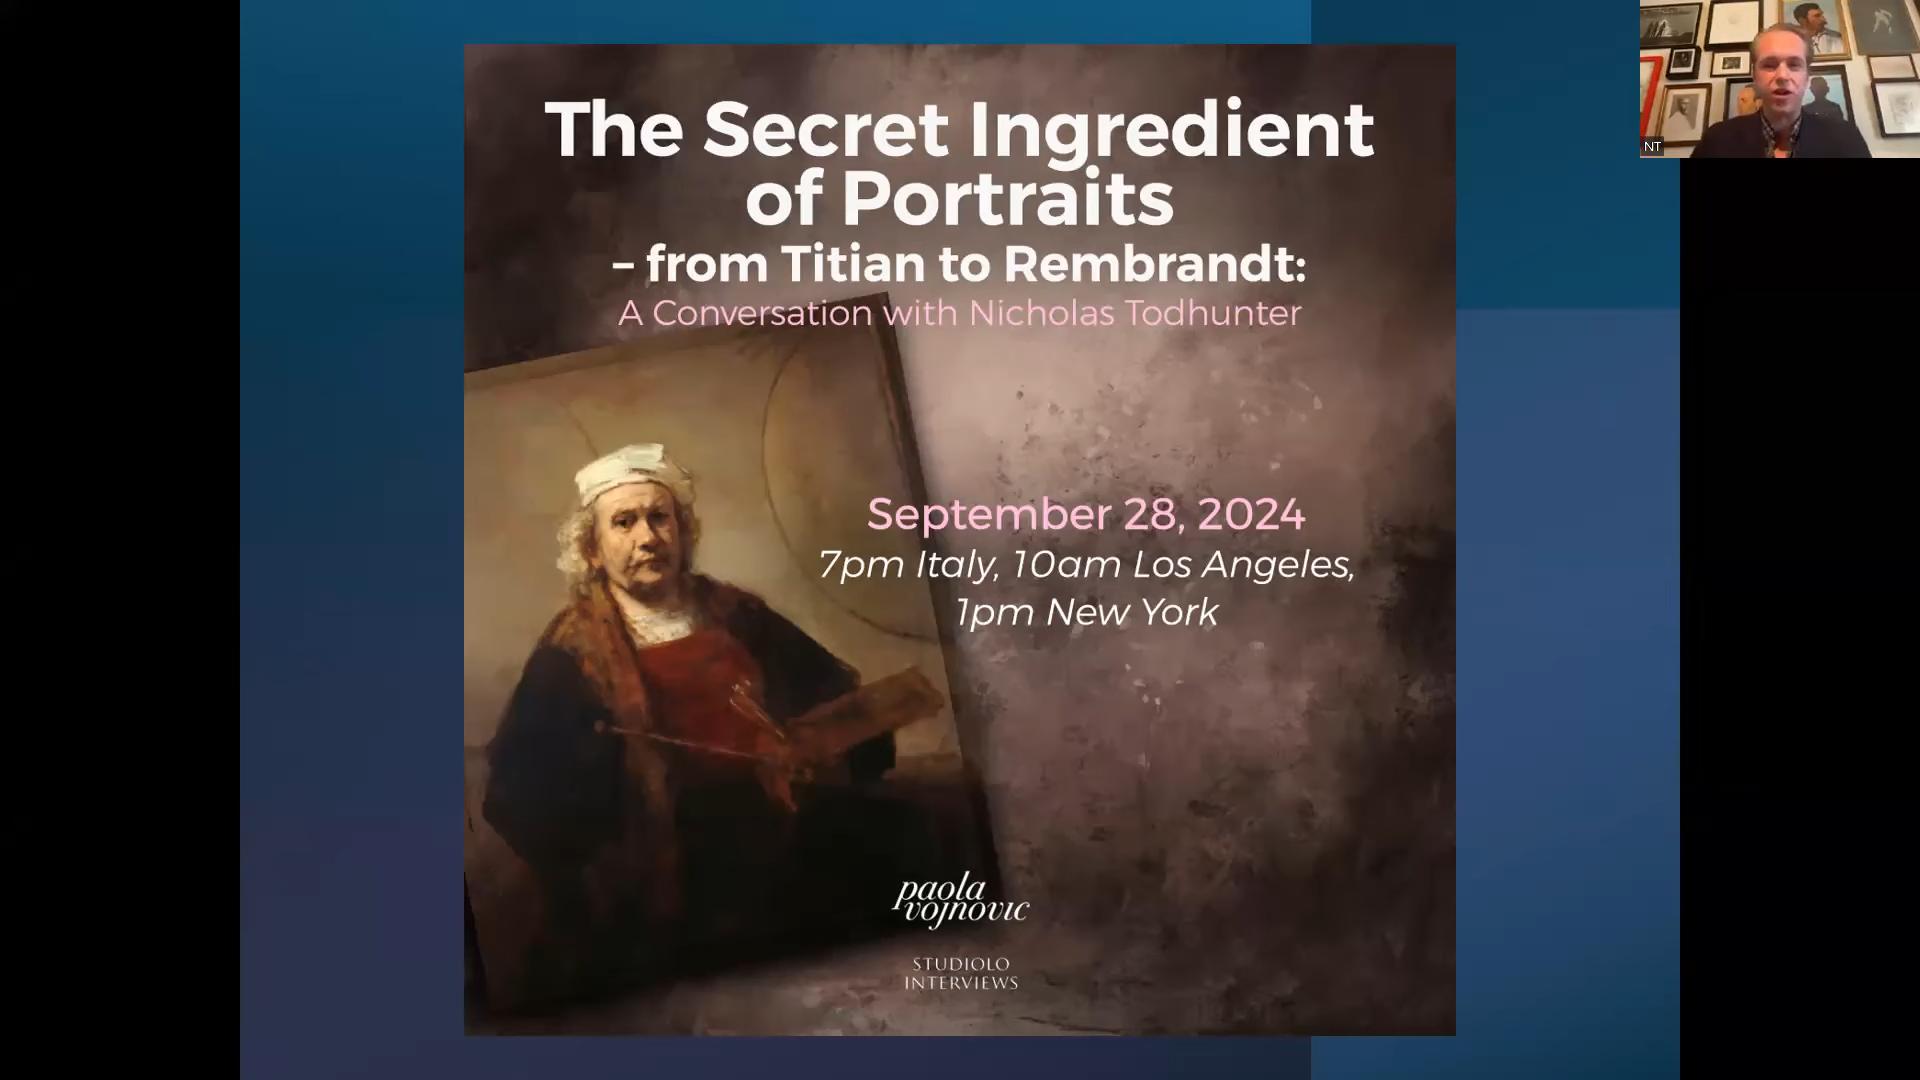 The Secret Ingredient
of Portraits
– from Titian to Rembrandt:
A Conversation with Nicholas Todhunter
September 28, 2024
7pm Italy, 10am Los Angeles,
1pm New York
paola
vojnovic
STUDIOLO
INTERVIEWS
NT